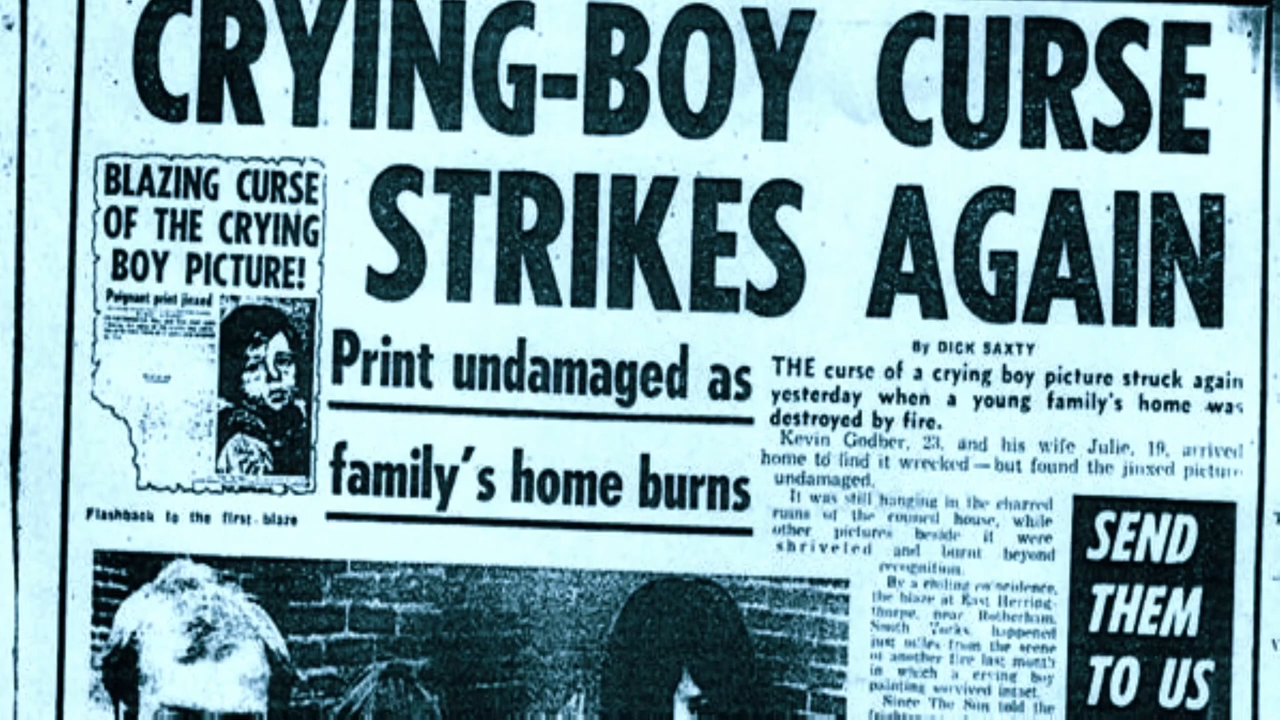 CRYING-BOY CURSE
STRIKES AGAIN
BLAZING CURSE
OF THE CRYING
BOY PICTURE!
Poignant print jinxed
Flashback to the first blaze
Print undamaged as
family's home burns
By DICK SAXTY
THE curse of a crying boy picture struck again
yesterday when a young family's home was
destroyed by fire.
Kevin Godber, 23, and his wife Julie, 19, arrived
home to find it wrecked—but found the jinxed picture
undamaged.
It was still hanging in the charred
ruins of the council house, while
other pictures beside it were
shriveled and burnt beyond
recognition.
By a chilling coincidence,
the blaze at East Herring-
thorpe, near Rotherham,
South Yorks, happened
just miles from the scene
of another fire last month
in which a crying boy
painting survived intact.
Since The Sun told the
SEND
THEM
TO US